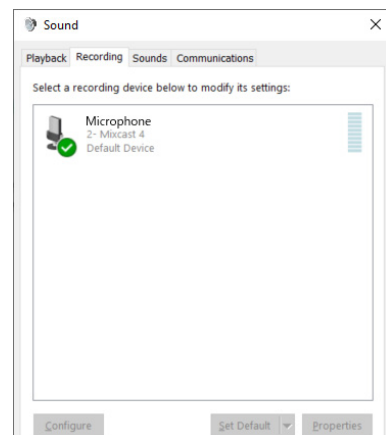 Sound
Playback Recording Sounds Communications
Select a recording device below to modify its settings:
Microphone
2- Mixcast 4
Default Device
Configure Set Default Properties